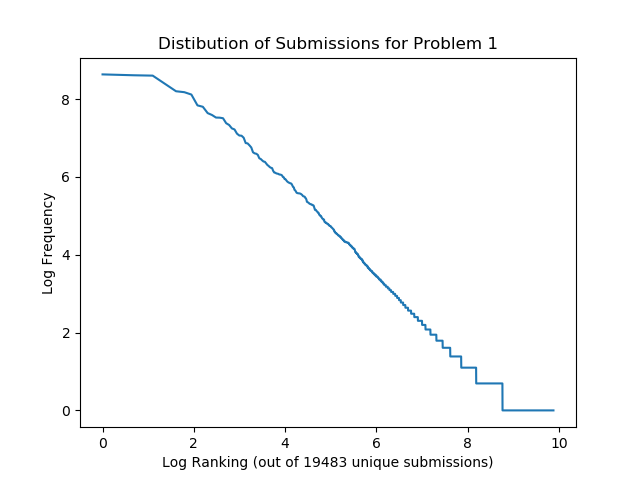 Distibution of Submissions for Problem 1
8
6
4
2
0
Log Frequency
0 2 4 6 8 10
Log Ranking (out of 19483 unique submissions)